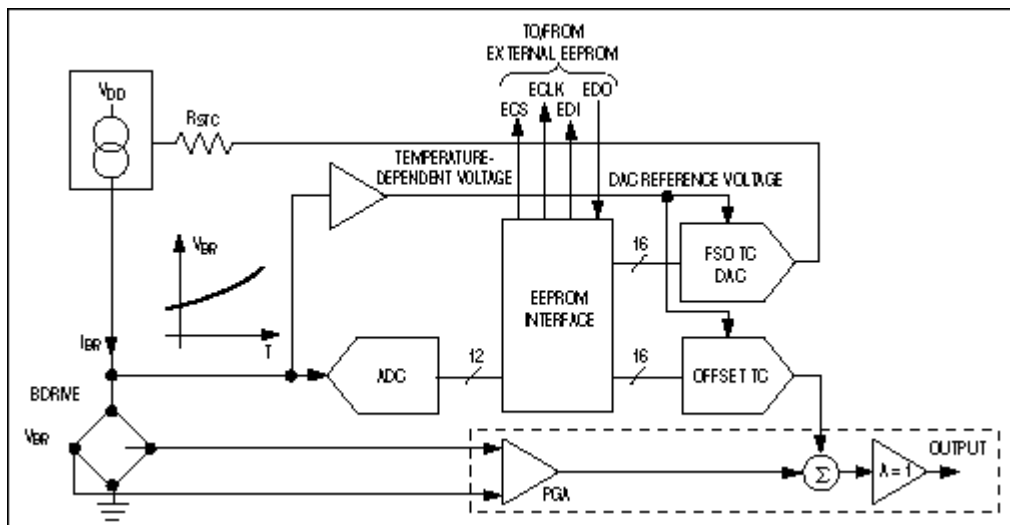 TO/FROM
EXTERNAL EEPROM
ECLK EDO
ECS EDI
VDD
RSTC
TEMPERATURE-
DEPENDENT VOLTAGE
DAC REFERENCE VOLTAGE
VBR
16
FSO TC
DAC
EEPROM
INTERFACE
IBR
T
12
16
ADC
OFFSET TC
BDRIVE
VBR
OUTPUT
PGA
Σ
A = 1